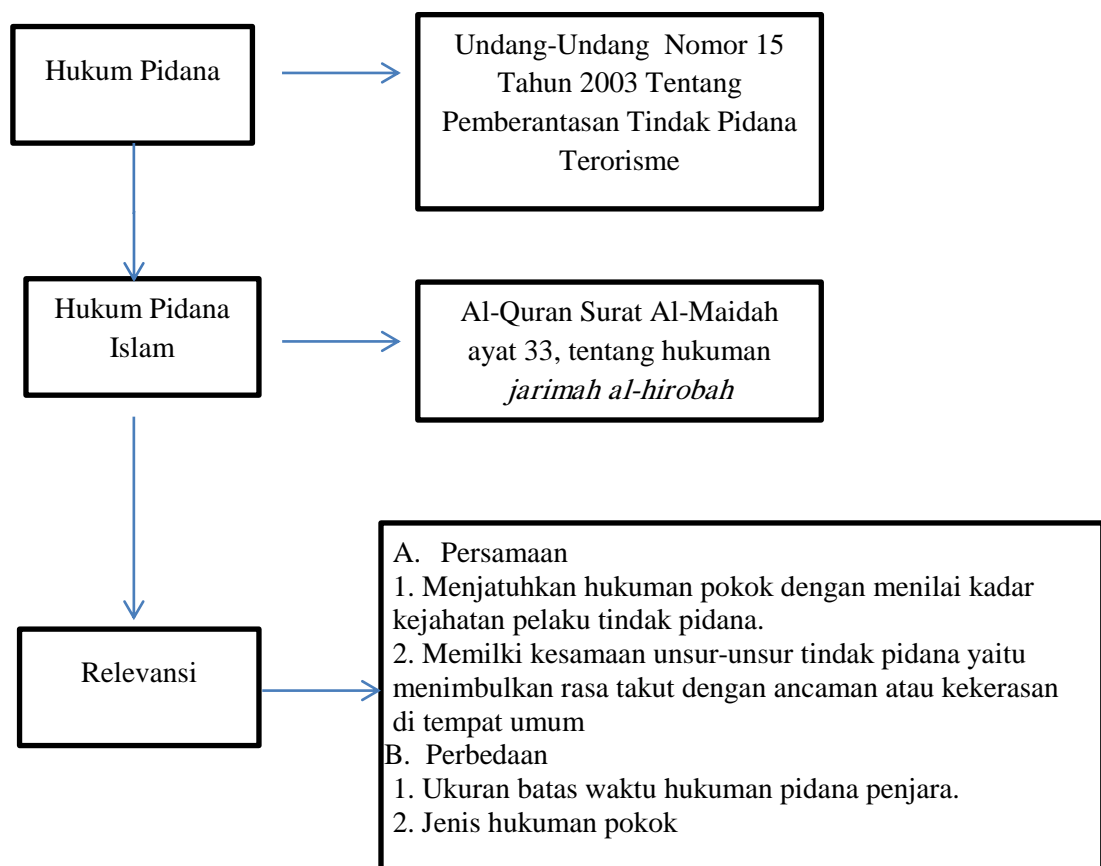 Hukum Pidana
Undang-Undang Nomor 15
Tahun 2003 Tentang
Pemberantasan Tindak Pidana
Terorisme
Hukum Pidana
Islam
Al-Quran Surat Al-Maidah
ayat 33, tentang hukuman
jarimah al-hirobah
Relevansi
A. Persamaan
1. Menjatuhkan hukuman pokok dengan menilai kadar
kejahatan pelaku tindak pidana.
2. Memilki kesamaan unsur-unsur tindak pidana yaitu
menimbulkan rasa takut dengan ancaman atau kekerasan
di tempat umum
B. Perbedaan
1. Ukuran batas waktu hukuman pidana penjara.
2. Jenis hukuman pokok